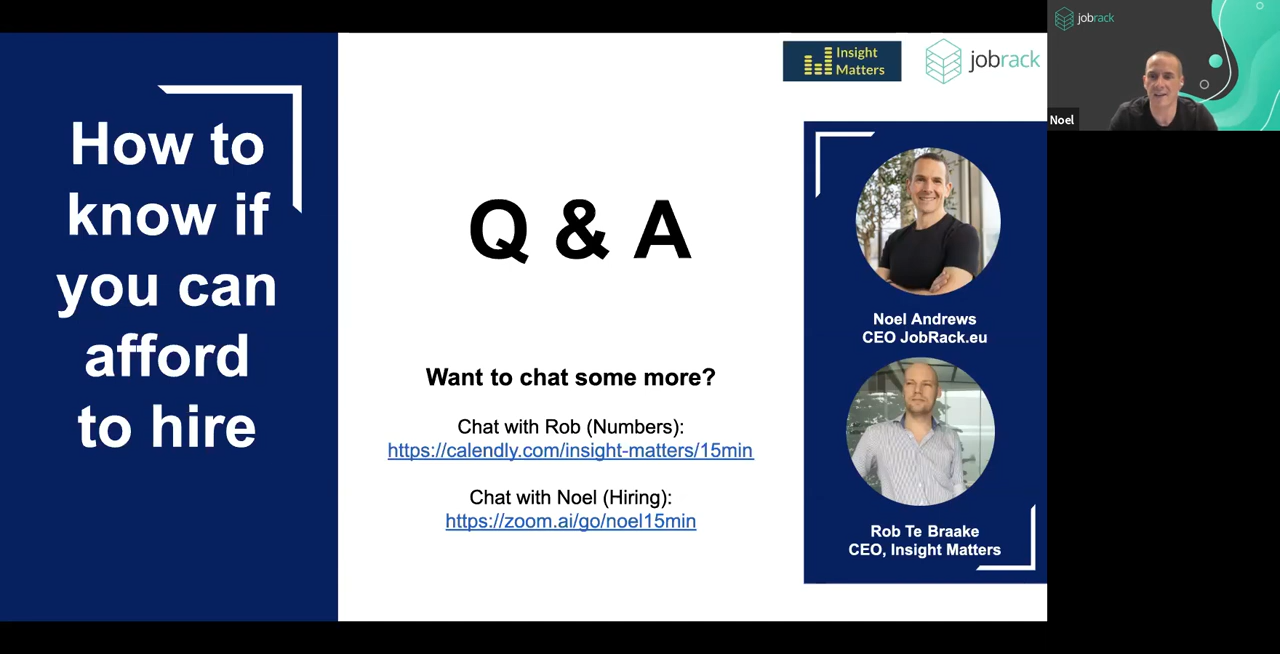 How to
know if
you can
afford
to hire
Insight
Matters
jobrack
Q & A
Want to chat some more?
Chat with Rob (Numbers):
https://calendly.com/insight-matters/15min
Chat with Noel (Hiring):
https://zoom.ai/go/noel15min
Noel Andrews
CEO JobRack.eu
Rob Te Braake
CEO, Insight Matters
jobrack
Noel